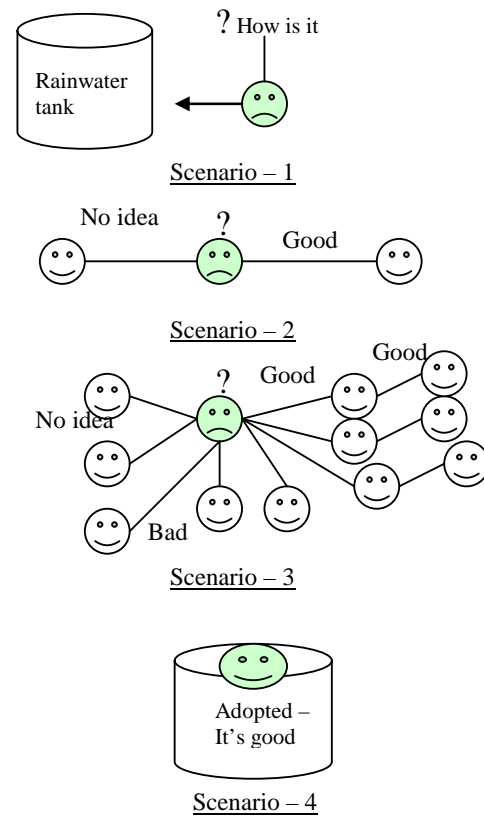 ? How is it
Rainwater
tank
Scenario – 1
No idea
?
Good
Scenario – 2
Good
?
Good
No idea
Bad
Scenario – 3
Adopted –
It's good
Scenario – 4